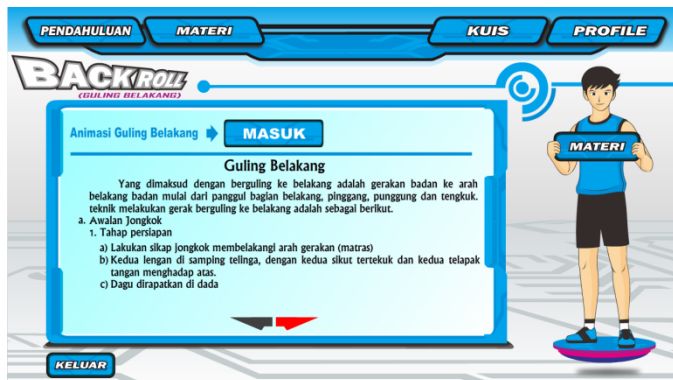 PENDAHULUAN
MATERI
KUIS
PROFILE
BACK ROLL
(GULING BELAKANG)
Animasi Guling Belakang
MASUK
MATERI
Guling Belakang
Yang dimaksud dengan berguling ke belakang adalah gerakan badan ke arah
belakang badan mulai dari panggul bagian belakang, pinggang, punggung dan tengkuk.
teknik melakukan gerak berguling ke belakang adalah sebagai berikut.
a. Awalan Jongkok
1. Tahap persiapan
a) Lakukan sikap jongkok membelakangi arah gerakan (matras)
b) Kedua lengan di samping telinga, dengan kedua sikut tertekuk dan kedua telapak
tangan menghadap atas.
c) Dagu dirapatkan di dada
KELUAR